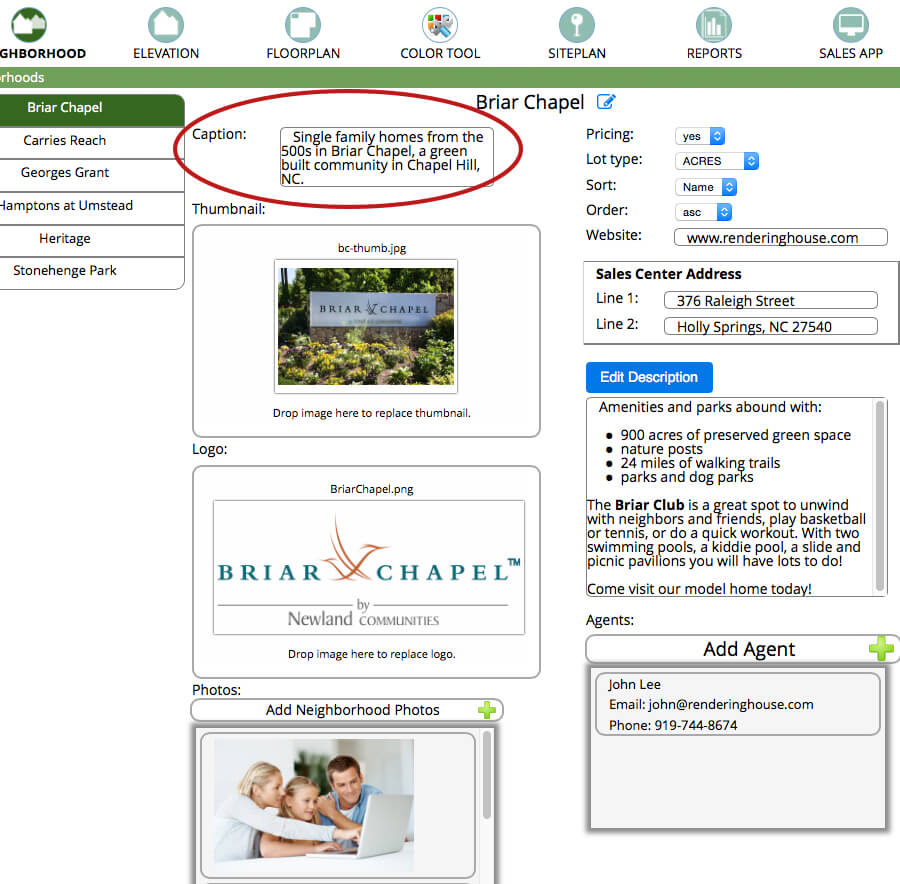 GHBORHOOD
ELEVATION
FLOORPLAN
COLOR TOOL
SITEPLAN
REPORTS
SALES APP
orhoods
Briar Chapel
Carries Reach
Georges Grant
Hamptons at Umstead
Heritage
Stonehenge Park
Briar Chapel
Caption:
Single family homes from the
500s in Briar Chapel, a green
built community in Chapel Hill,
NC.
Thumbnail:
bc-thumb.jpg
BRIAR CHAPEL
Drop image here to replace thumbnail.
Logo:
BriarChapel.png
BRIAR CHAPEL™
by
Newland COMMUNITIES
Drop image here to replace logo.
Photos:
Add Neighborhood Photos
Pricing:
yes
Lot type:
ACRES
Sort:
Name
Order:
asc
Website:
www.renderinghouse.com
Sales Center Address
Line 1:
376 Raleigh Street
Line 2:
Holly Springs, NC 27540
Edit Description
Amenities and parks abound with:
● 900 acres of preserved green space
● nature posts
● 24 miles of walking trails
● parks and dog parks
The Briar Club is a great spot to unwind
with neighbors and friends, play basketball
or tennis, or do a quick workout. With two
swimming pools, a kiddie pool, a slide and
picnic pavilions you will have lots to do!
Come visit our model home today!
Agents:
Add Agent
John Lee
Email: john@renderinghouse.com
Phone: 919-744-8674